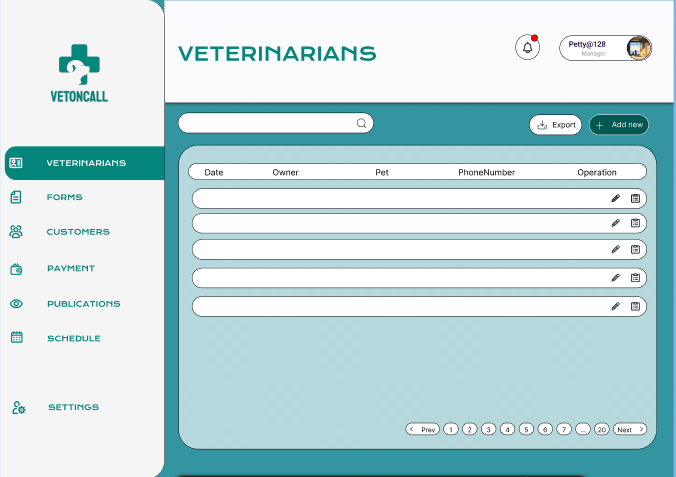 VETONCALL
VETERINARIANS
FORMS
CUSTOMERS
PAYMENT
PUBLICATIONS
SCHEDULE
SETTINGS
VETERINARIANS
Petty@128
Manager
Export
+ Add new
Date Owner Pet PhoneNumber Operation
< Prev 1 2 3 4 5 6 7 ... 20 Next >